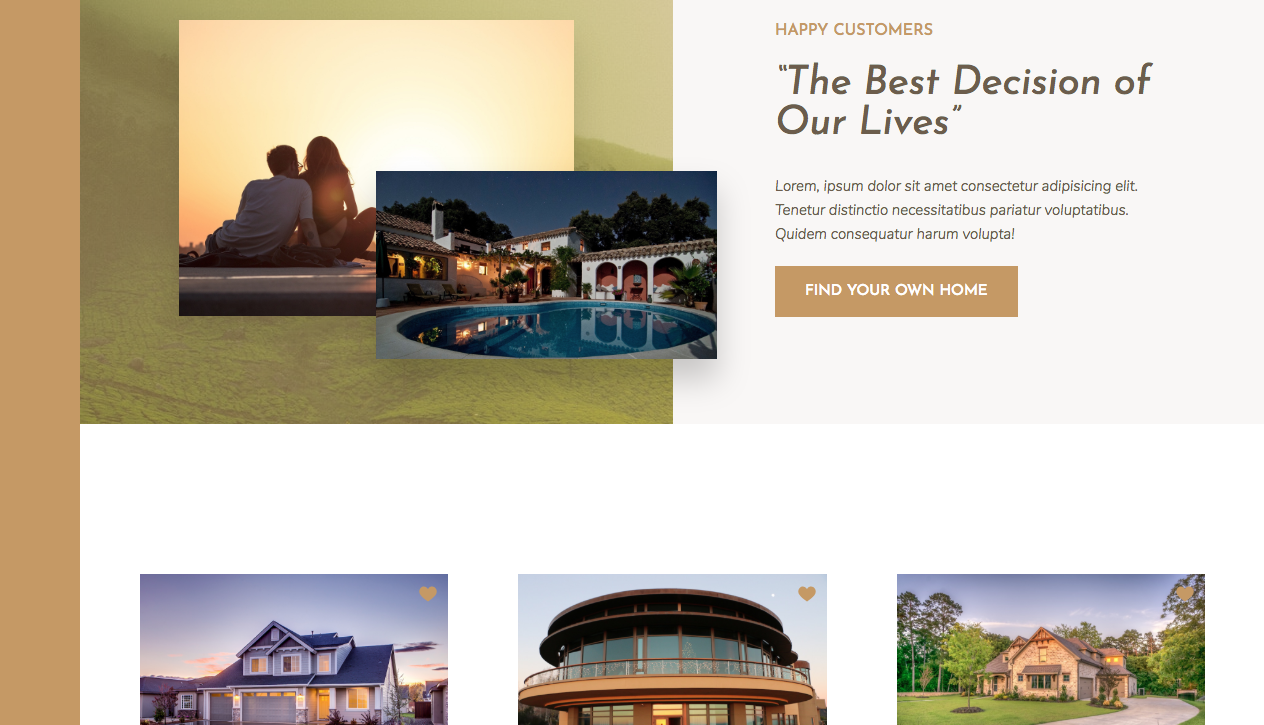 HAPPY CUSTOMERS
“The Best Decision of
Our Lives”
Lorem, ipsum dolor sit amet consectetur adipisicing elit.
Tenetur distinctio necessitatibus pariatur voluptatibus.
Quidem consequatur harum volupta!
FIND YOUR OWN HOME